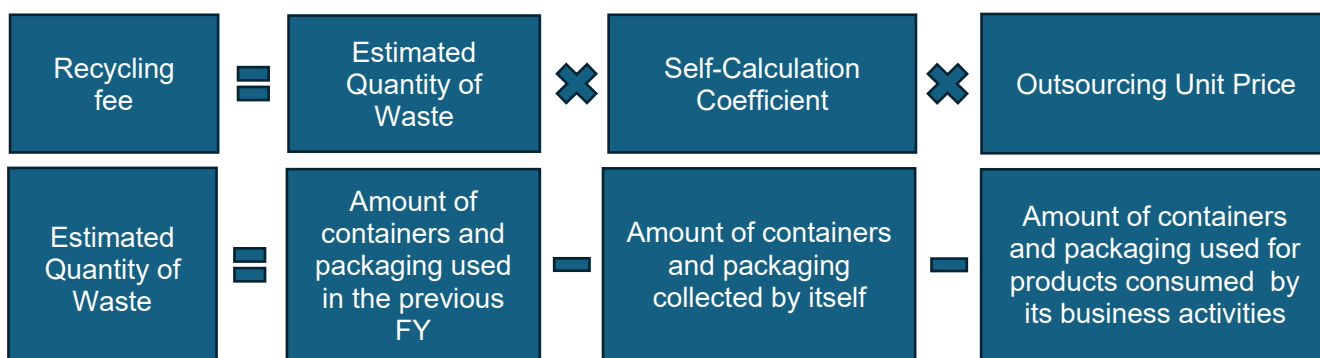 Recycling
fee
Estimated
Quantity of
Waste
Self-Calculation
Coefficient
Outsourcing Unit Price
Estimated
Quantity of
Waste
Amount of
containers and
packaging used
in the previous
FY
Amount of containers
and packaging
collected by itself
Amount of containers
and packaging used for
products consumed by
its business activities